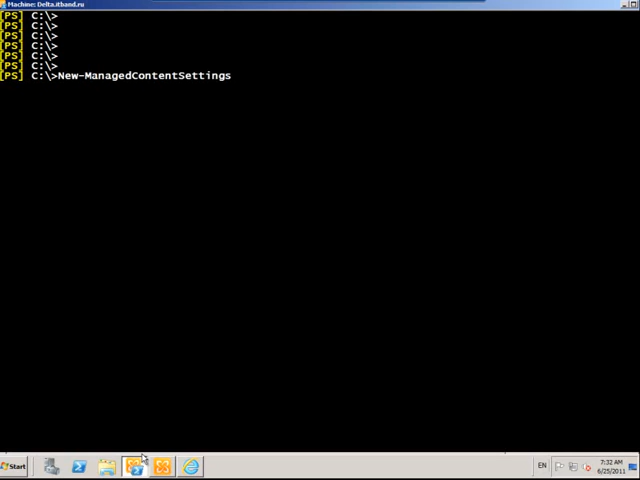 Machine: Delta.itband.ru
[PS] C:\>
[PS] C:\>
[PS] C:\>
[PS] C:\>
[PS] C:\>
[PS] C:\>
[PS] C:\>New-ManagedContentSettings
Start
EN
7:32 AM
6/25/2011